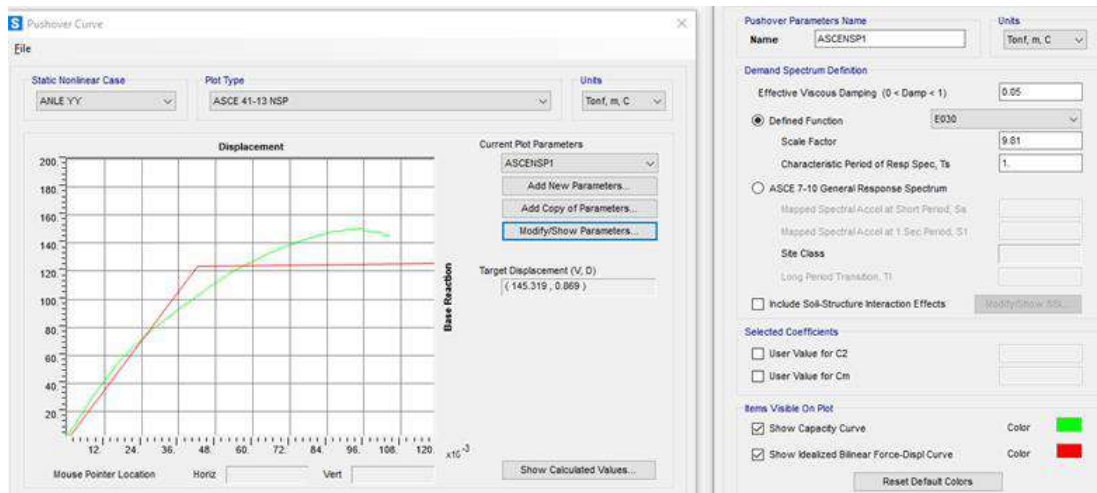 S Pushover Curve
File
Static Nonlinear Case
Plot Type
Units
ANLE YY
ASCE 41-13 NSP
Tonf, m, C
Displacement
200.
180.
160.
140.
120.
100.
80.
60.
40.
20.
12. 24. 36. 48. 60. 72. 84. 96. 108. 120. x10 -3
Base Reaction
Mouse Pointer Location
Horiz
Vert
Current Plot Parameters
ASCENSP1
Add New Parameters...
Add Copy of Parameters...
Modify/Show Parameters...
Target Displacement (V, D)
( 145.319 , 0.869 )
Show Calculated Values...
Pushover Parameters Name
Name
ASCENSP1
Units
Tonf, m, C
Demand Spectrum Definition
Effective Viscous Damping (0 < Damp < 1)
0.05
Defined Function
E030
Scale Factor
9.81
Characteristic Period of Resp Spec, Ts
1.
ASCE 7-10 General Response Spectrum
Mapped Spectral Accel at Short Period, Ss
Mapped Spectral Accel at 1 Sec Period, S1
Site Class
Long Period Transition, Tl
Include Soil-Structure Interaction Effects
Modify/Show SSI...
Selected Coefficients
User Value for C2
User Value for Cm
Items Visible On Plot
Show Capacity Curve
Color
Show Idealized Bilinear Force-Displ Curve
Color
Reset Default Colors